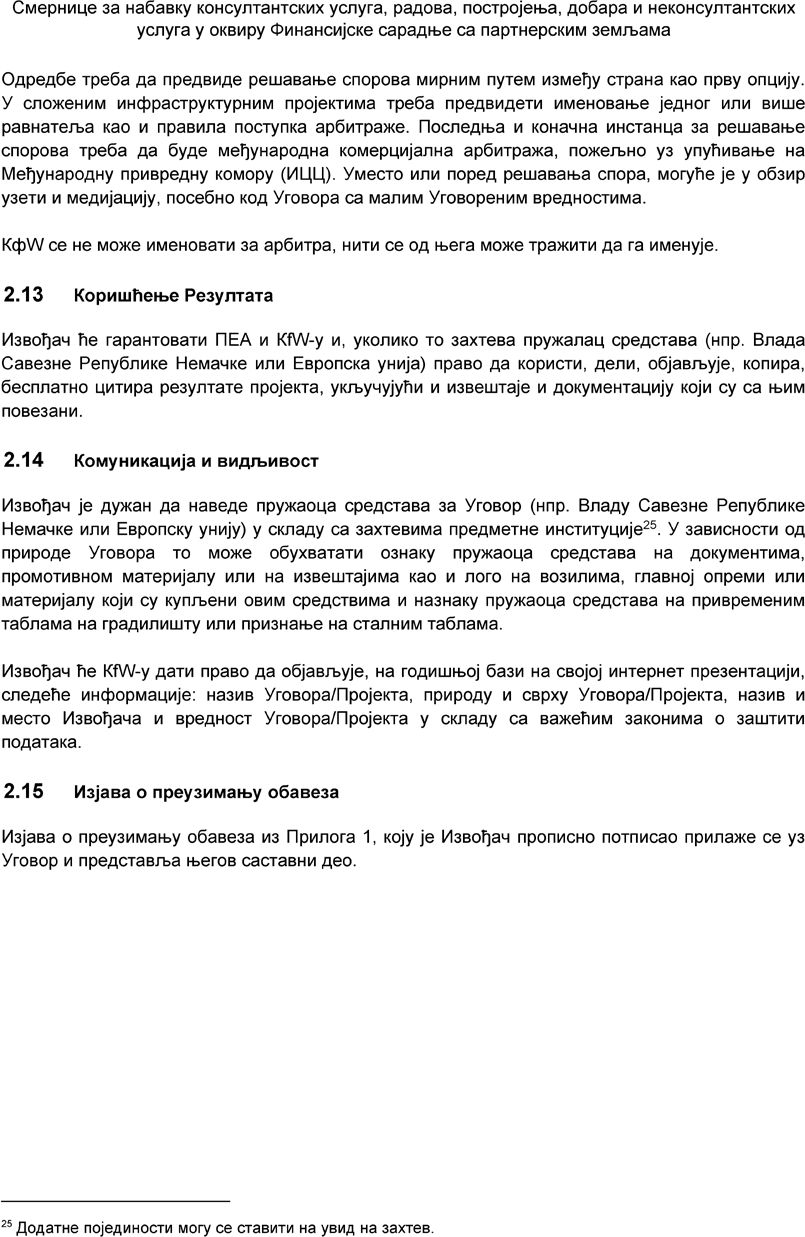 Смернице за набавку консултантских услуга, радова, постројења, добара и неконсултантских
услуга у оквиру Финансијске сарадње са партнерским земљама
Одредбе треба да предвиде решавање спорова мирним путем између страна као прву опцију.
У сложеним инфраструктурним пројектима треба предвидети именовање једног или више
равнатеља као и правила поступка арбитраже. Последња и коначна инстанца за решавање
спорова треба да буде међународна комерцијална арбитража, пожељно уз упућивање на
Међународну привредну комору (ИЦЦ). Уместо или поред решавања спора, могуће је у обзир
узети и медијацију, посебно код Уговора са малим Уговореним вредностима.
КфW се не може именовати за арбитра, нити се од њега може тражити да га именује.
2.13 Коришћење Резултата
Извођач ће гарантовати ПЕА и KfW-у и, уколико то захтева пружалац средстава (нпр. Влада
Савезне Републике Немачке или Европска унија) право да користи, дели, објављује, копира,
бесплатно цитира резултате пројекта, укључујући и извештаје и документацију који су са њим
повезани.
2.14 Комуникација и видљивост
Извођач је дужан да наведе пружаоца средстава за Уговор (нпр. Владу Савезне Републике
Немачке или Европску унију) у складу са захтевима предметне институције25. У зависности од
природе Уговора то може обухватати ознаку пружаоца средстава на документима,
промотивном материјалу или на извештајима као и лого на возилима, главној опреми или
материјалу који су купљени овим средствима и назнаку пружаоца средстава на привременим
таблама на градилишту или признање на сталним таблама.
Извођач ће KfW-у дати право да објављује, на годишњој бази на својој интернет презентацији,
следеће информације: назив Уговора/Пројекта, природу и сврху Уговора/Пројекта, назив и
место Извођача и вредност Уговора/Пројекта у складу са важећим законима о заштити
података.
2.15 Изјава о преузимању обавеза
Изјава о преузимању обавеза из Прилога 1, коју је Извођач прописно потписао прилаже се уз
Уговор и представља његов саставни део.
25 Додатне појединости могу се ставити на увид на захтев.